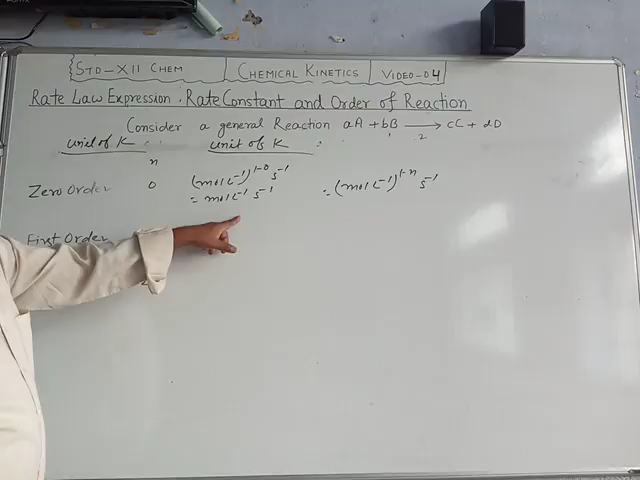 STD-XII CHEM CHEMICAL KINETICS VIDEO-04
Rate Law Expression, Rate Constant and Order of Reaction
Consider a general Reaction aA + bB → cC + dD
unit of K n unit of K :
Zero Order 0 (mol L⁻¹)¹⁻⁰ s⁻¹ = (mol L⁻¹)¹⁻ⁿ s⁻¹
= mol L⁻¹ s⁻¹
First Order